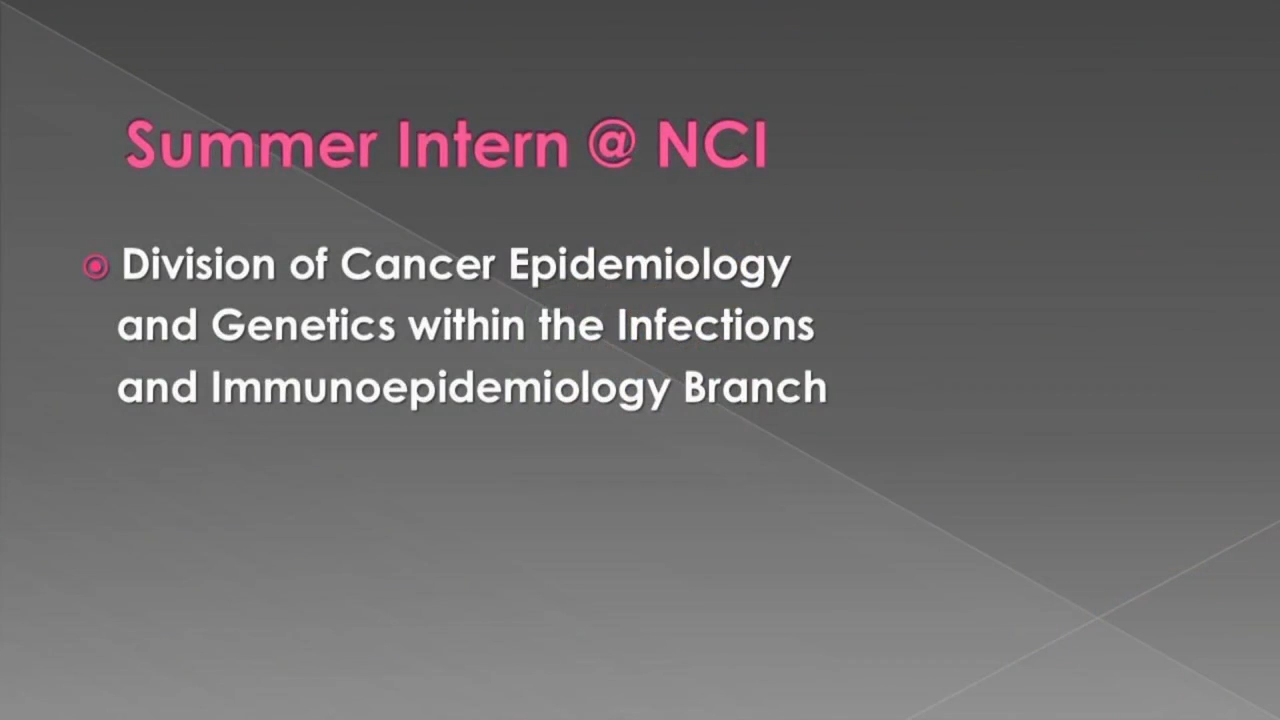 Summer Intern @ NCI
Division of Cancer Epidemiology
and Genetics within the Infections
and Immunoepidemiology Branch